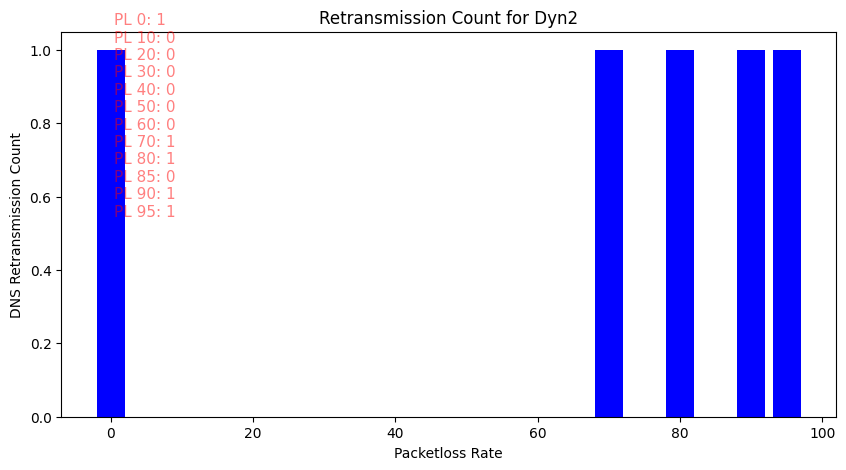 Retransmission Count for Dyn2
PL 0: 1
PL 10: 0
PL 20: 0
PL 30: 0
PL 40: 0
PL 50: 0
PL 60: 0
PL 70: 1
PL 80: 1
PL 85: 0
PL 90: 1
PL 95: 1
DNS Retransmission Count
1.0
0.8
0.6
0.4
0.2
0.0
0 20 40 60 80 100
Packetloss Rate